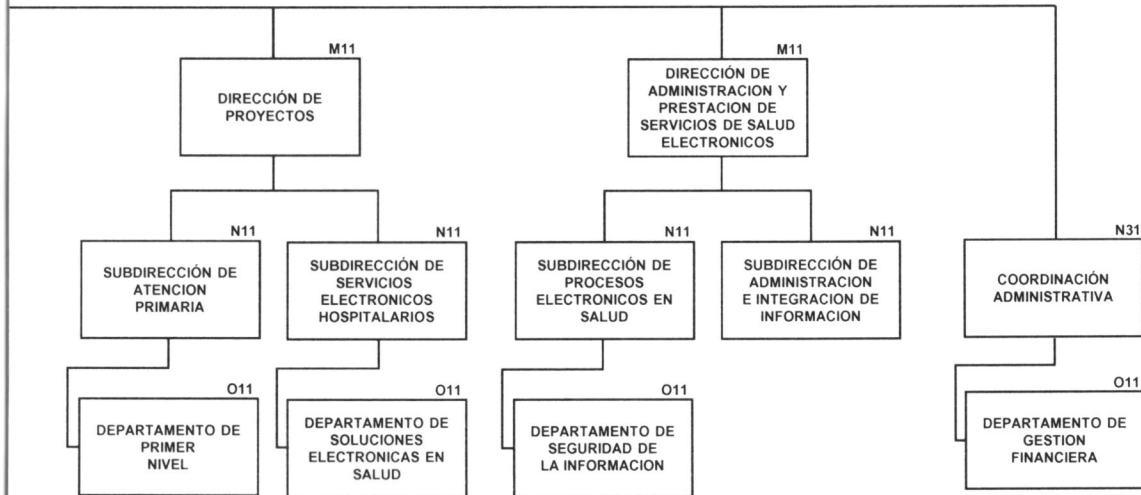 M11
DIRECCIÓN DE
PROYECTOS
M11
DIRECCIÓN DE
ADMINISTRACION Y
PRESTACION DE
SERVICIOS DE SALUD
ELECTRONICOS
N11
SUBDIRECCIÓN DE
ATENCION
PRIMARIA
N11
SUBDIRECCIÓN DE
SERVICIOS
ELECTRONICOS
HOSPITALARIOS
N11
SUBDIRECCIÓN DE
PROCESOS
ELECTRONICOS EN
SALUD
N11
SUBDIRECCIÓN DE
ADMINISTRACION
E INTEGRACION DE
INFORMACION
N31
COORDINACIÓN
ADMINISTRATIVA
O11
DEPARTAMENTO DE
PRIMER
NIVEL
O11
DEPARTAMENTO DE
SOLUCIONES
ELECTRONICAS EN
SALUD
O11
DEPARTAMENTO DE
SEGURIDAD DE
LA INFORMACION
O11
DEPARTAMENTO DE
GESTION
FINANCIERA